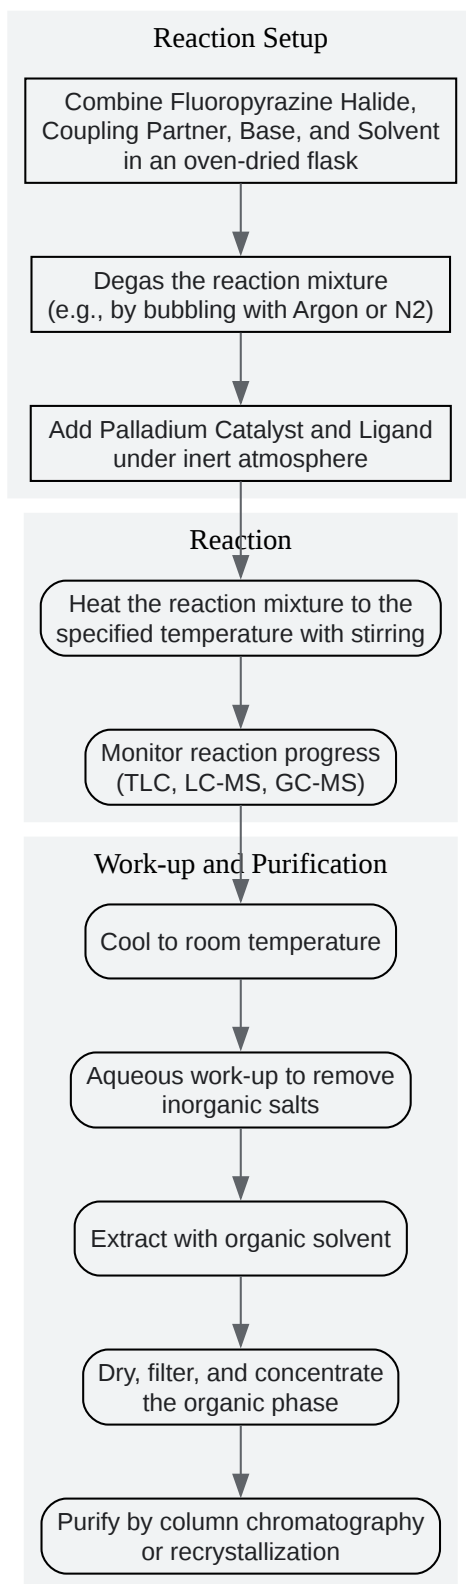 Reaction Setup
Combine Fluoropyrazine Halide,
Coupling Partner, Base, and Solvent
in an oven-dried flask
Degas the reaction mixture
(e.g., by bubbling with Argon or N2)
Add Palladium Catalyst and Ligand
under inert atmosphere
Reaction
Heat the reaction mixture to the
specified temperature with stirring
Monitor reaction progress
(TLC, LC-MS, GC-MS)
Work-up and Purification
Cool to room temperature
Aqueous work-up to remove
inorganic salts
Extract with organic solvent
Dry, filter, and concentrate
the organic phase
Purify by column chromatography
or recrystallization